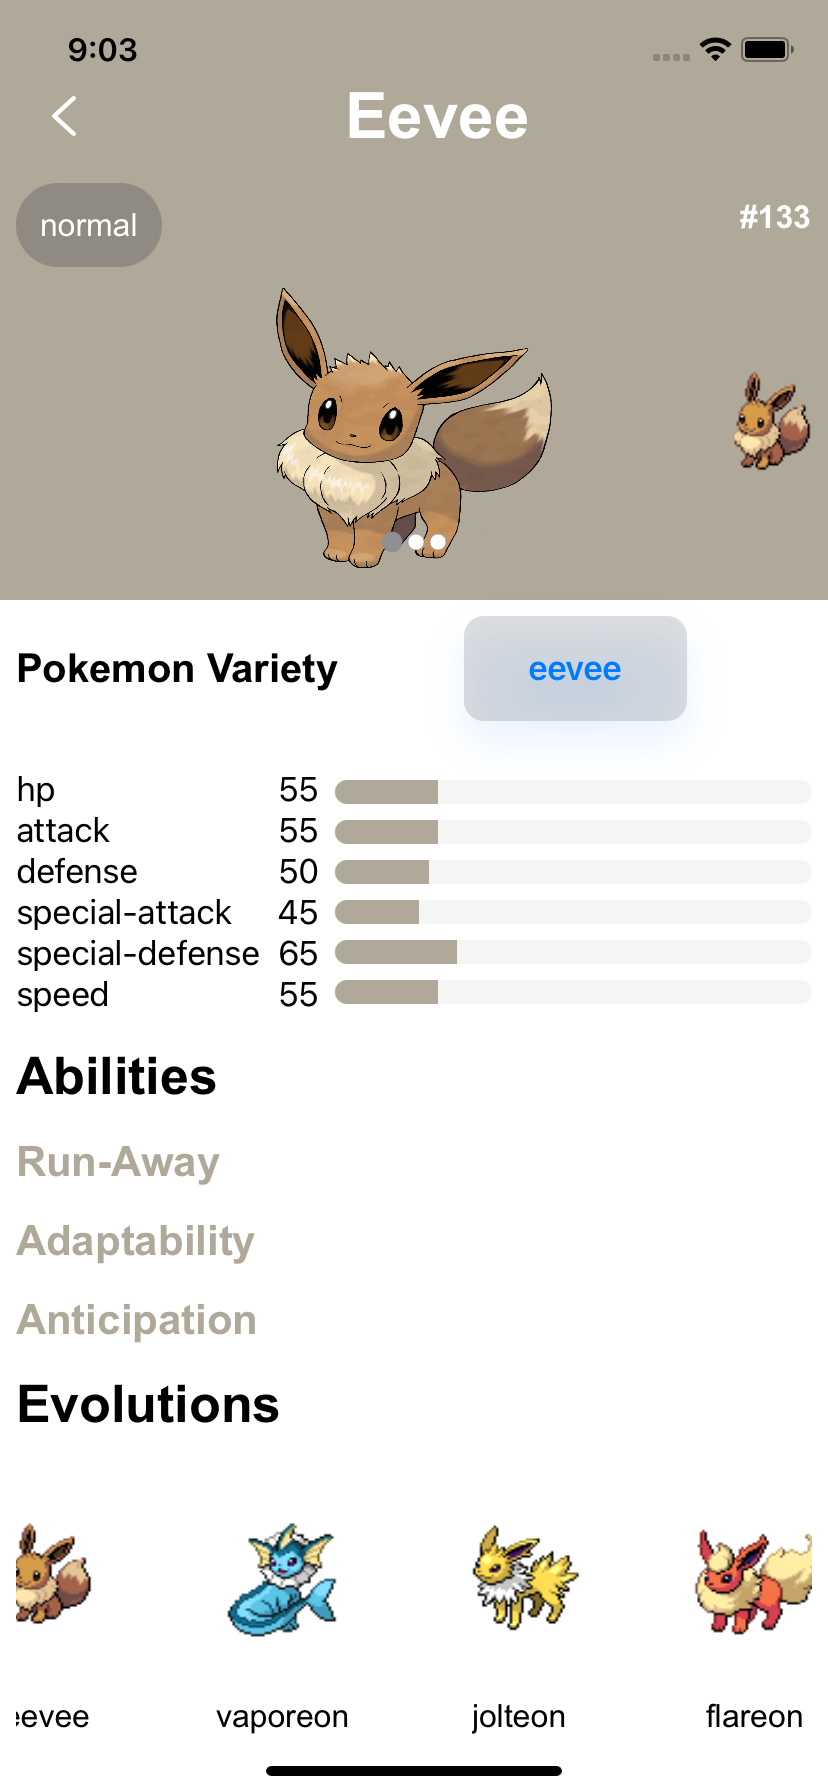 9:03
Eevee
normal
#133
Pokemon Variety
eevee
hp 55
attack 55
defense 50
special-attack 45
special-defense 65
speed 55
Abilities
Run-Away
Adaptability
Anticipation
Evolutions
eevee vaporeon jolteon flareon